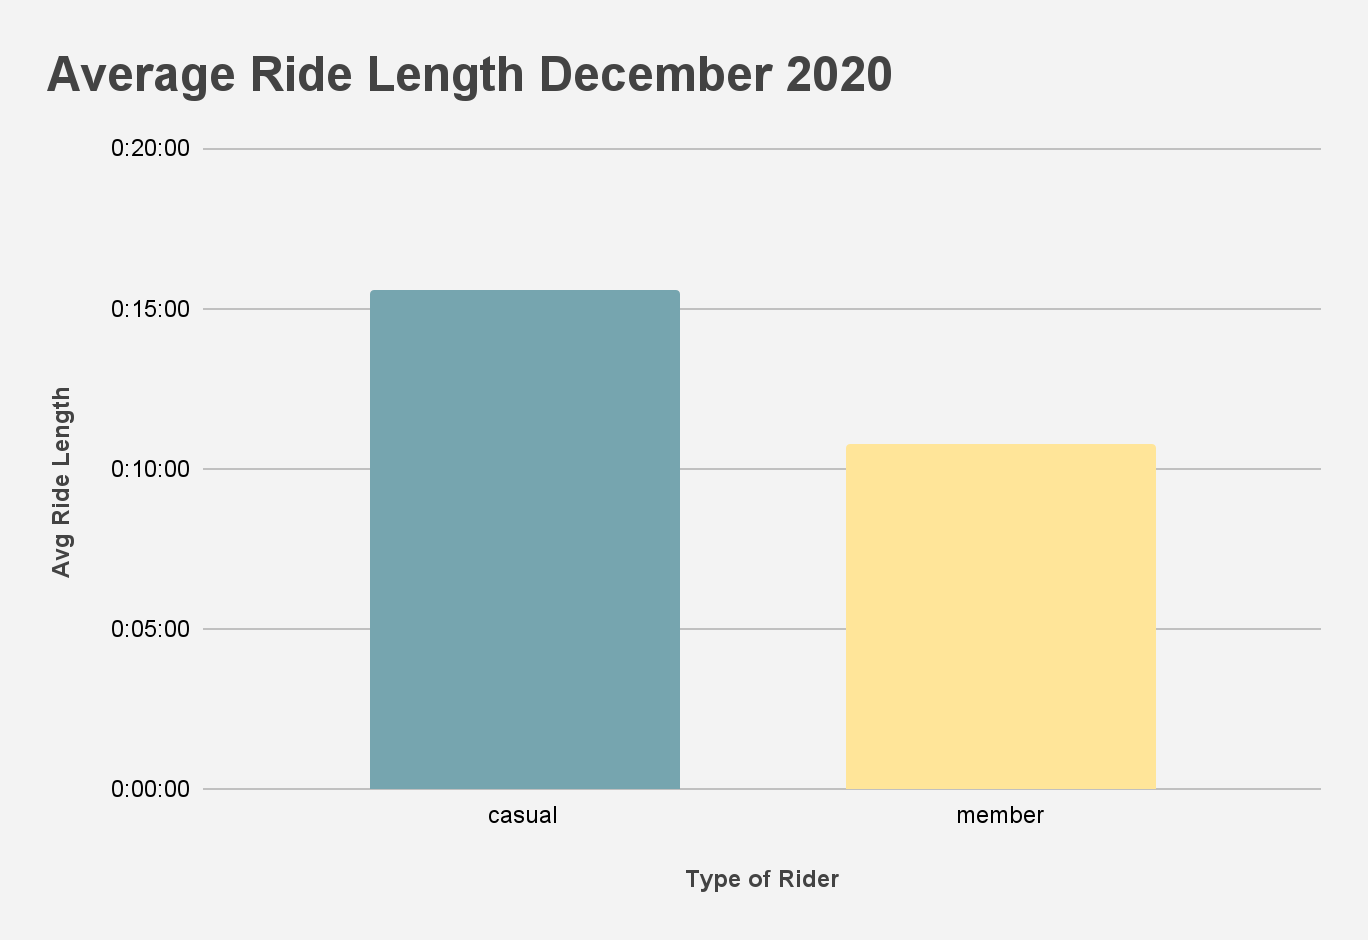 Average Ride Length December 2020
0:20:00
0:15:00
0:10:00
0:05:00
0:00:00
Avg Ride Length
casual
member
Type of Rider